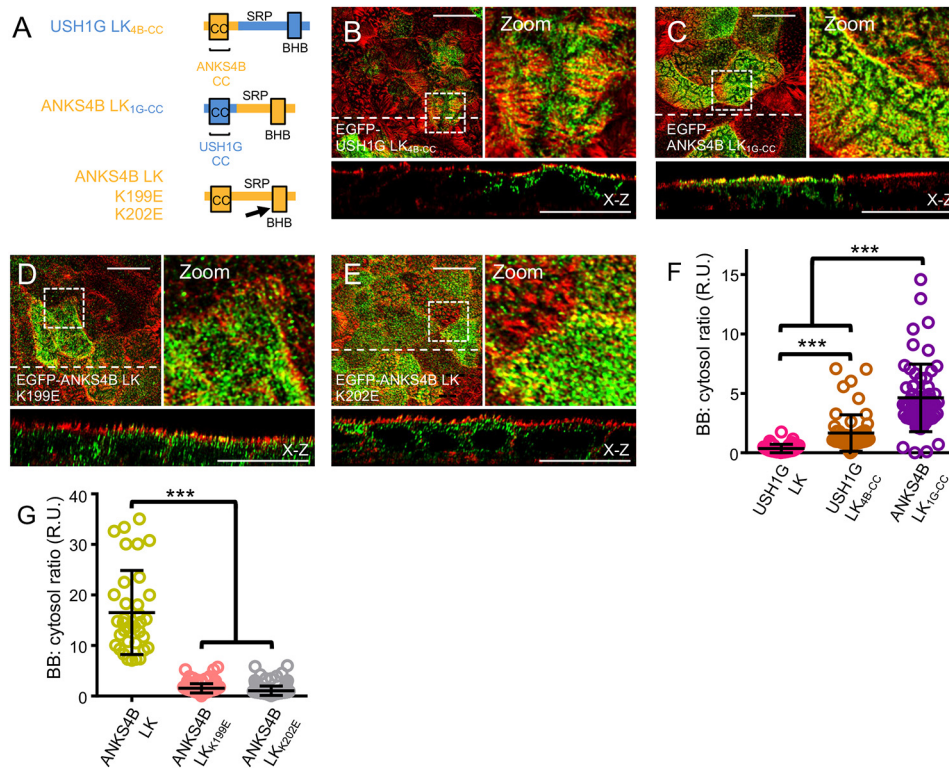 A
USH1G LK4B-CC
CC
SRP
BHB
ANKS4B
CC
ANKS4B LK1G-CC
CC
SRP
BHB
USH1G
CC
ANKS4B LK
K199E
K202E
CC
SRP
BHB
B
Zoom
EGFP-
USH1G LK4B-CC
X-Z
C
Zoom
EGFP-
ANKS4B LK1G-CC
X-Z
D
Zoom
EGFP-ANKS4B LK
K199E
X-Z
E
Zoom
EGFP-ANKS4B LK
K202E
X-Z
F
BB: cytosol ratio (R.U.)
15
10
5
0
***
***
USH1G
LK
USH1G
LK4B-CC
ANKS4B
LK1G-CC
G
BB: cytosol ratio (R.U.)
40
30
20
10
0
***
ANKS4B
LK
ANKS4B
LKK199E
ANKS4B
LKK202E